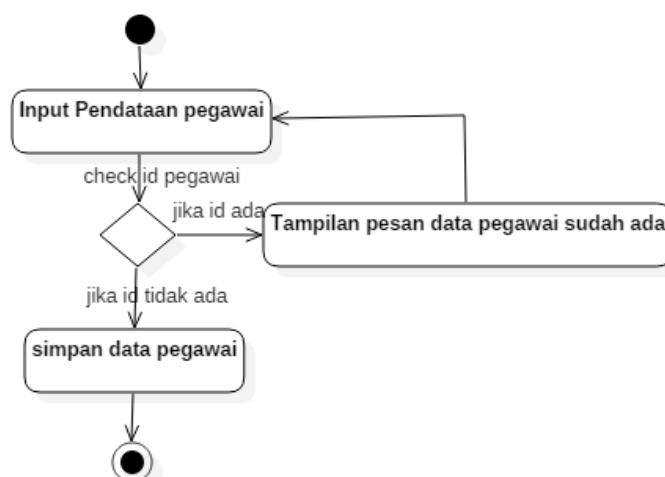 Input Pendataan pegawai
check id pegawai
jika id ada
Tampilan pesan data pegawai sudah ada
jika id tidak ada
simpan data pegawai